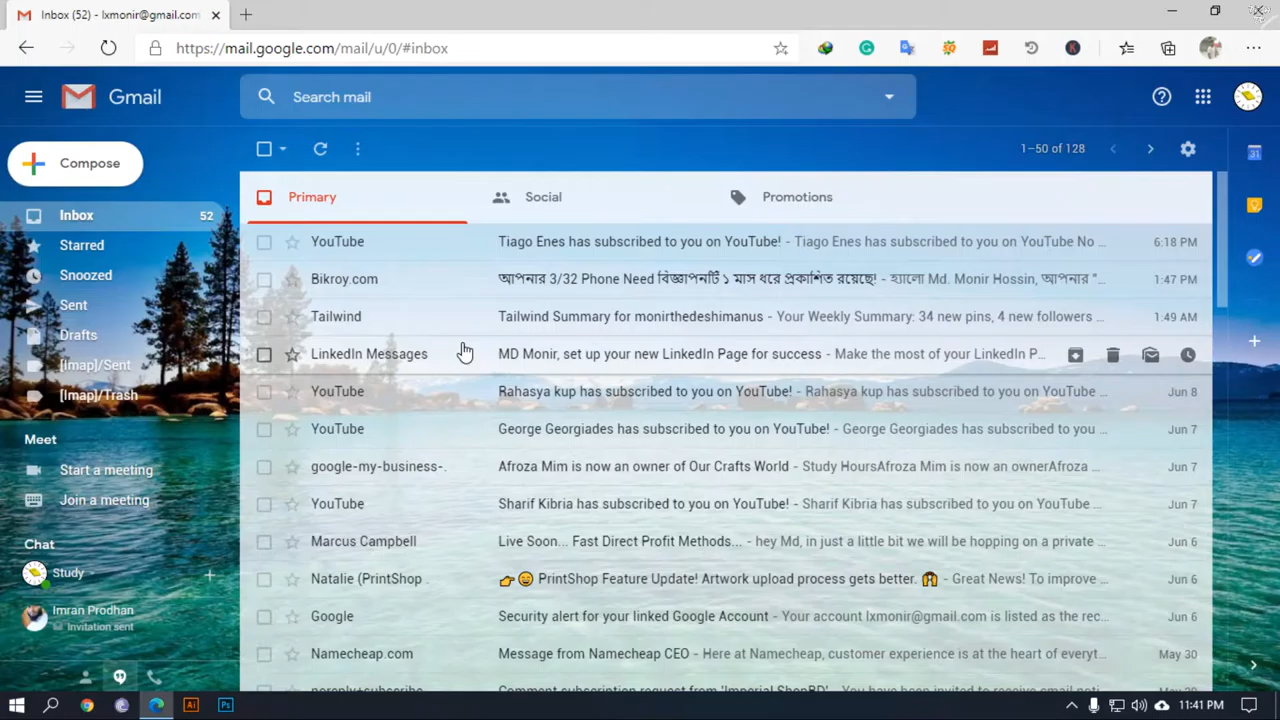 Inbox (52) - lxmonir@gmail.com
https://mail.google.com/mail/u/0/#inbox
Gmail
Search mail
Compose
1–50 of 128
Inbox 52
Starred
Snoozed
Sent
Drafts
[Imap]/Sent
[Imap]/Trash
Meet
Start a meeting
Join a meeting
Chat
Study
Imran Prodhan
Invitation sent
Primary Social Promotions
YouTube Tiago Enes has subscribed to you on YouTube! - Tiago Enes has subscribed to you on YouTube No ... 6:18 PM
Bikroy.com আপনার 3/32 Phone Need বিজ্ঞাপনটি ১ মাস ধরে প্রকাশিত রয়েছে! - হ্যালো Md. Monir Hossin, আপনার "... 1:47 PM
Tailwind Tailwind Summary for monirthedeshimanus - Your Weekly Summary: 34 new pins, 4 new followers ... 1:49 AM
LinkedIn Messages MD Monir, set up your new LinkedIn Page for success - Make the most of your LinkedIn P...
YouTube Rahasya kup has subscribed to you on YouTube! - Rahasya kup has subscribed to you on YouTube ... Jun 8
YouTube George Georgiades has subscribed to you on YouTube! - George Georgiades has subscribed to you ... Jun 7
google-my-business-. Afroza Mim is now an owner of Our Crafts World - Study HoursAfroza Mim is now an ownerAfroza ... Jun 7
YouTube Sharif Kibria has subscribed to you on YouTube! - Sharif Kibria has subscribed to you on YouTube ... Jun 7
Marcus Campbell Live Soon... Fast Direct Profit Methods... - hey Md, in just a little bit we will be hopping on a private ... Jun 6
Natalie (PrintShop . 👉😄 PrintShop Feature Update! Artwork upload process gets better. 🙌 - Great News! To improve ... Jun 6
Google Security alert for your linked Google Account - Your account lxmonir@gmail.com is listed as the rec... Jun 6
Namecheap.com Message from Namecheap CEO - Here at Namecheap, customer experience is at the heart of everyt... May 30
11:41 PM